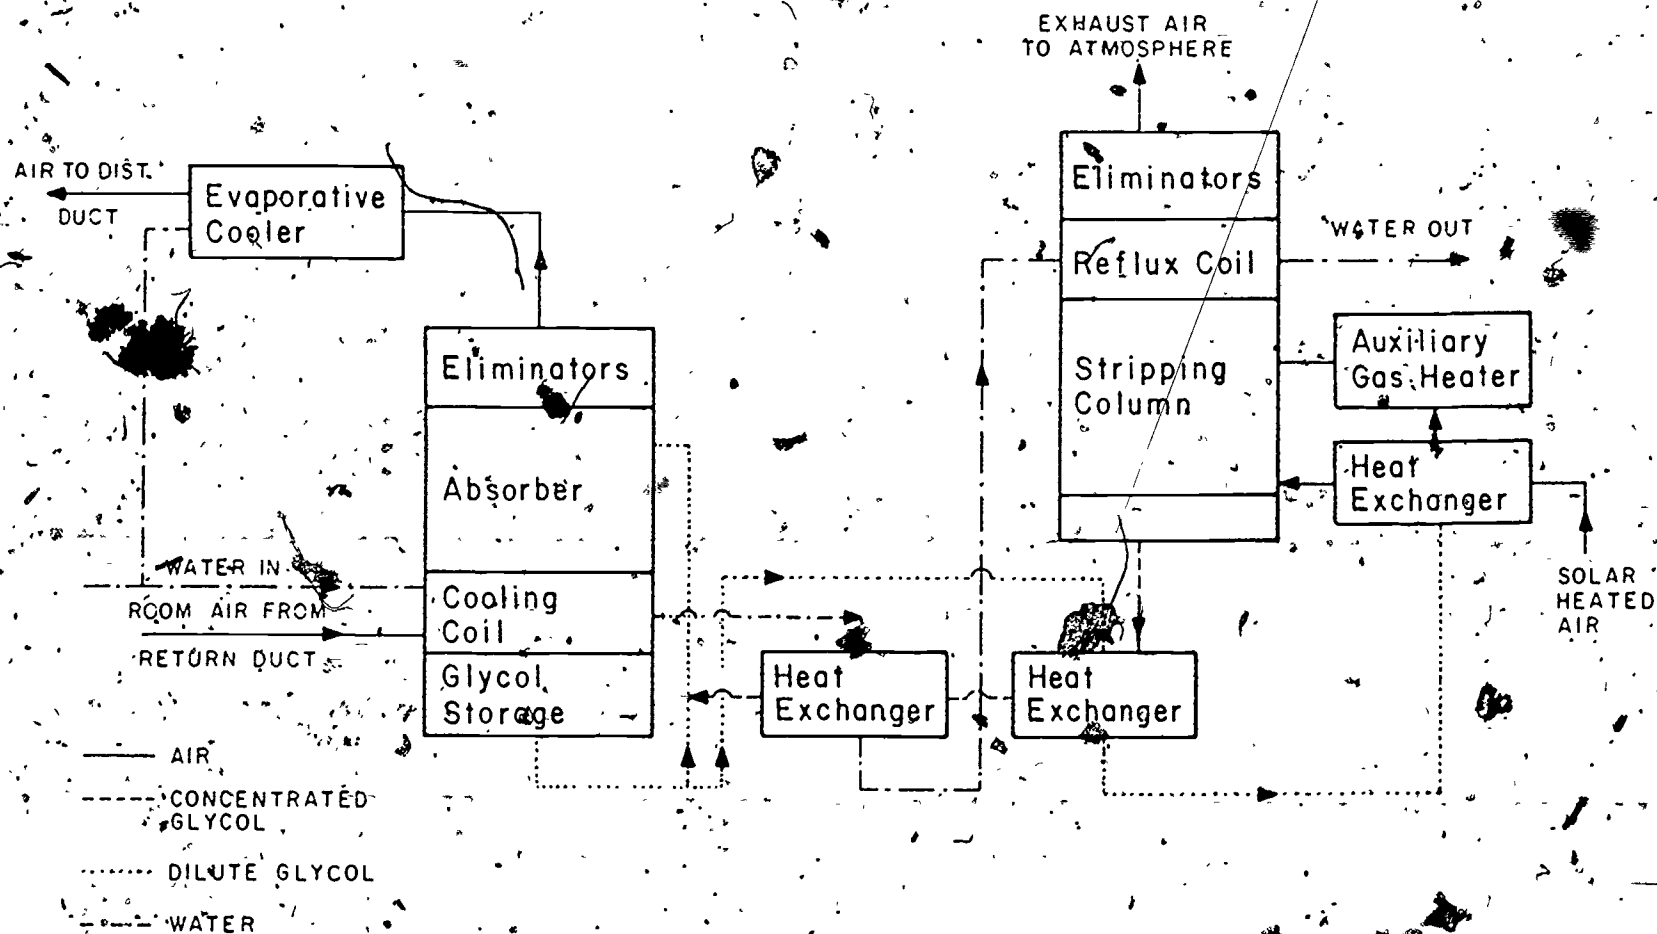 EXHAUST AIR
TO ATMOSPHERE
AIR TO DIST.
DUCT
Evaporative
Cooler
Eliminators
Reflux Coil
WATER OUT
Stripping
Column
Auxiliary
Gas Heater
Heat
Exchanger
SOLAR
HEATED
AIR
Eliminators
Absorber
WATER IN
ROOM AIR FROM
RETURN DUCT
Cooling
Coil
Glycol
Storage
Heat
Exchanger
Heat
Exchanger
AIR
CONCENTRATED
GLYCOL
DILUTE GLYCOL
WATER